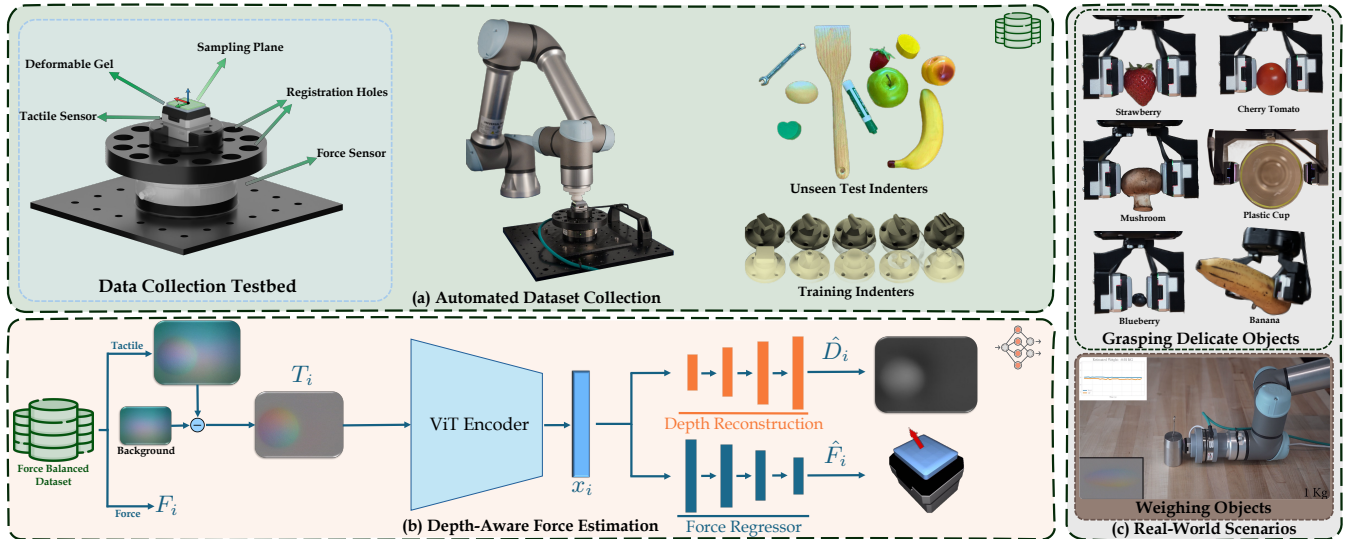 Sampling Plane
Deformable Gel
Registration Holes
Tactile Sensor
Force Sensor
Data Collection Testbed
(a) Automated Dataset Collection
Unseen Test Indenters
Training Indenters
Tactile
Background
Force Balanced
Dataset
Force
F_i
T_i
ViT Encoder
x_i
D̂_i
Depth Reconstruction
F̂_i
Force Regressor
(b) Depth-Aware Force Estimation
Strawberry
Cherry Tomato
Mushroom
Plastic Cup
Blueberry
Banana
Grasping Delicate Objects
1 Kg
Weighing Objects
(c) Real-World Scenarios